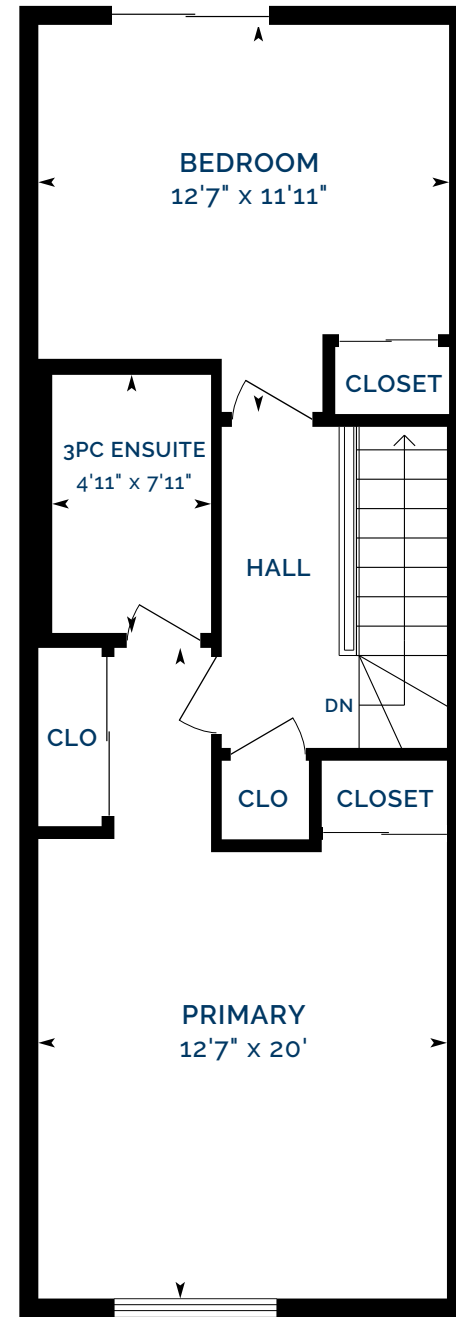 BEDROOM
12'7" x 11'11"
CLOSET
3PC ENSUITE
4'11" x 7'11"
HALL
DN
CLO
CLO
CLOSET
PRIMARY
12'7" x 20'